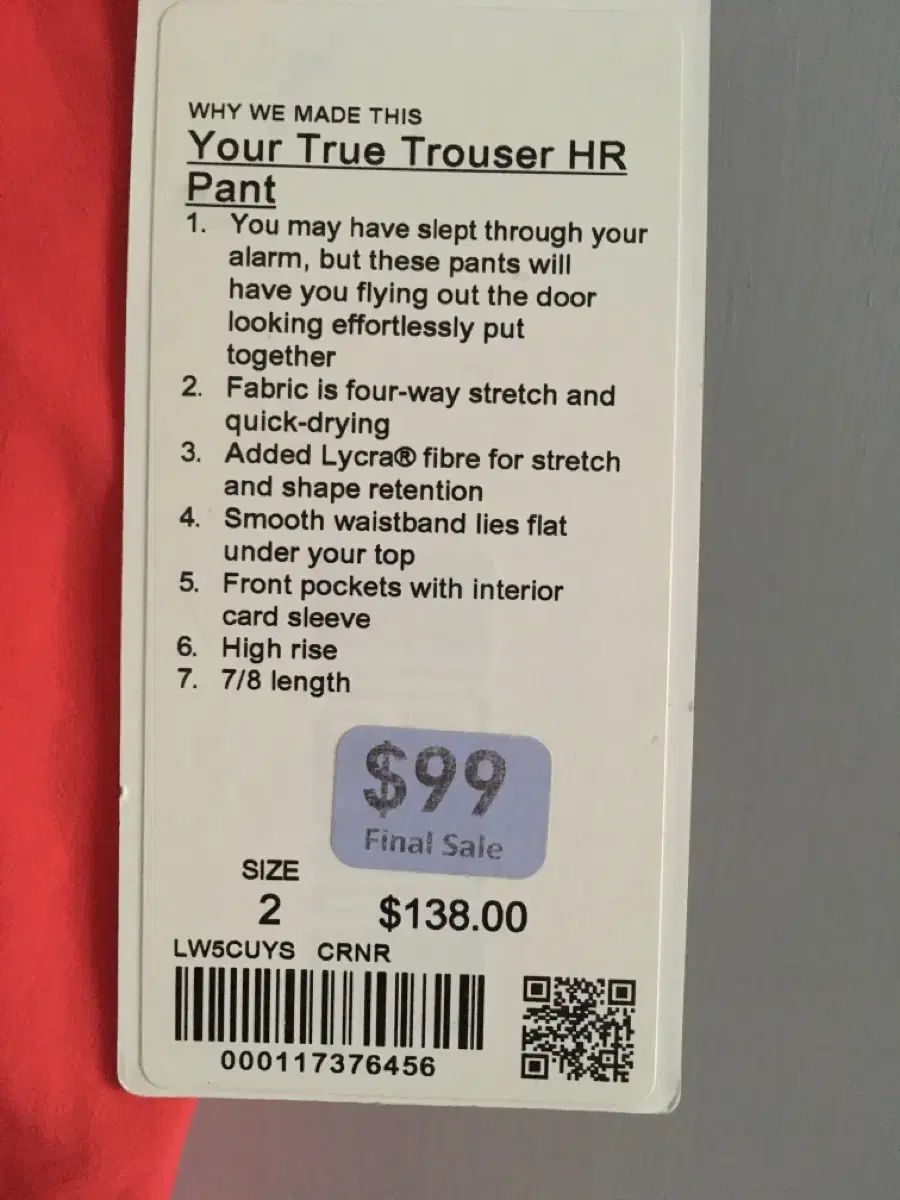 WHY WE MADE THIS
Your True Trouser HR
Pant
1. You may have slept through your
alarm, but these pants will
have you flying out the door
looking effortlessly put
together
2. Fabric is four-way stretch and
quick-drying
3. Added Lycra® fibre for stretch
and shape retention
4. Smooth waistband lies flat
under your top
5. Front pockets with interior
card sleeve
6. High rise
7. 7/8 length
$99
Final Sale
SIZE
2 $138.00
LW5CUYS CRNR
000117376456